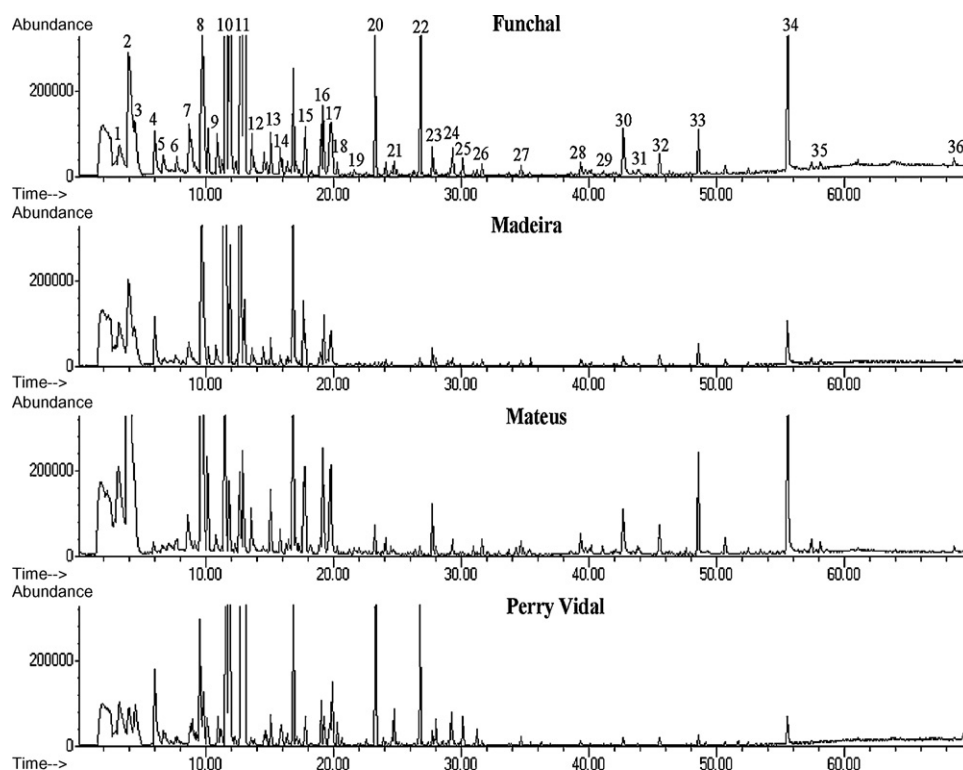 Abundance
Funchal
2 8 10 11 20 22 34
200000
1 3 4 5 6 7 9 12 13 14 15 16 17 18 19 21 23 24 25 26 27 28 29 30 31 32 33 35 36
Time--> 10.00 20.00 30.00 40.00 50.00 60.00
Abundance
Madeira
200000
0
Time--> 10.00 20.00 30.00 40.00 50.00 60.00
Abundance
Mateus
200000
0
Time--> 10.00 20.00 30.00 40.00 50.00 60.00
Abundance
Perry Vidal
200000
0
10.00 20.00 30.00 40.00 50.00 60.00
Time-->